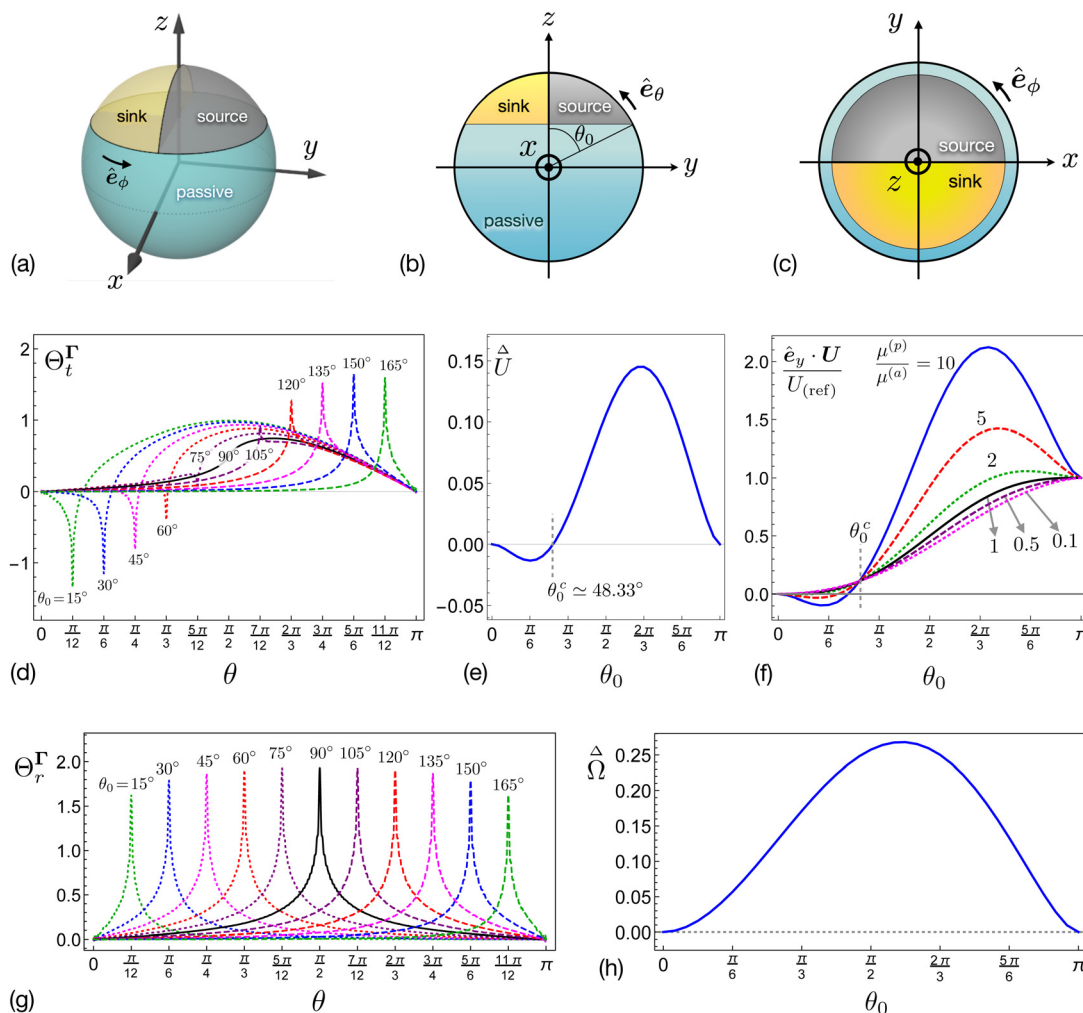 z
sink
source
y
ê_ϕ
passive
x
(a)
z
sink
source
ê_θ
θ_0
x
y
passive
(b)
y
ê_ϕ
source
x
z
sink
(c)
Θ_t^Γ
2
1
0
−1
165°
150°
135°
120°
75°
90°
105°
60°
45°
30°
θ_0 = 15°
0 π/12 π/6 π/4 π/3 5π/12 π/2 7π/12 2π/3 3π/4 5π/6 11π/12 π
(d)
θ
Δ
U
0.15
0.10
0.05
0.00
−0.05
θ_0^c ≃ 48.33°
0 π/6 π/3 π/2 2π/3 5π/6 π
(e)
θ_0
ê_y · U / U_(ref)
μ^(p) / μ^(a) = 10
2.0
1.5
1.0
0.5
0.0
5
2
θ_0^c
1 0.5 0.1
0 π/6 π/3 π/2 2π/3 5π/6 π
(f)
θ_0
Θ_r^Γ
2.0
1.5
1.0
0.5
0.0
θ_0 = 15° 30° 45° 60° 75° 90° 105° 120° 135° 150° 165°
0 π/12 π/6 π/4 π/3 5π/12 π/2 7π/12 2π/3 3π/4 5π/6 11π/12 π
(g)
θ
Δ
Ω
0.25
0.20
0.15
0.10
0.05
0.00
0 π/6 π/3 π/2 2π/3 5π/6 π
(h)
θ_0